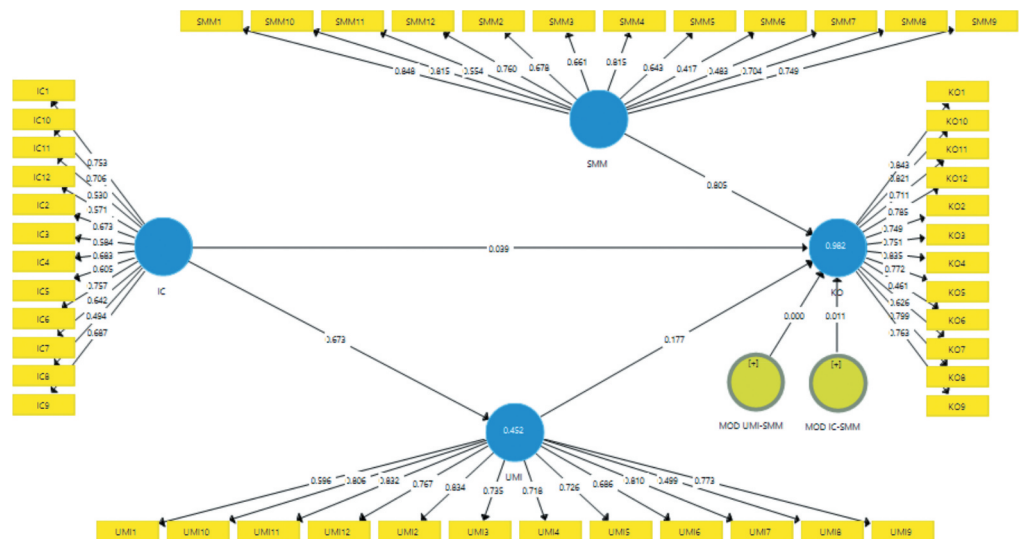 SMM1 SMM10 SMM11 SMM12 SMM2 SMM3 SMM4 SMM5 SMM6 SMM7 SMM8 SMM9
0.848 0.815 0.554 0.760 0.678 0.661 0.815 0.643 0.417 0.483 0.704 0.749
SMM
IC1
IC10
IC11
IC12
IC2
IC3
IC4
IC5
IC6
IC7
IC8
IC9
0.753
0.706
0.530
0.571
0.673
0.584
0.683
0.605
0.757
0.642
0.494
0.687
IC
0.805
0.039
0.673
0.177
0.000
0.011
0.982
KO
KO1
KO10
KO11
KO12
KO2
KO3
KO4
KO5
KO6
KO7
KO8
KO9
0.843
0.821
0.711
0.785
0.749
0.751
0.835
0.772
0.461
0.626
0.799
0.763
[+]
MOD UMI-SMM
[+]
MOD IC-SMM
0.452
UMI
0.596 0.806 0.832 0.767 0.834 0.735 0.718 0.726 0.686 0.810 0.499 0.773
UMI1 UMI10 UMI11 UMI12 UMI2 UMI3 UMI4 UMI5 UMI6 UMI7 UMI8 UMI9